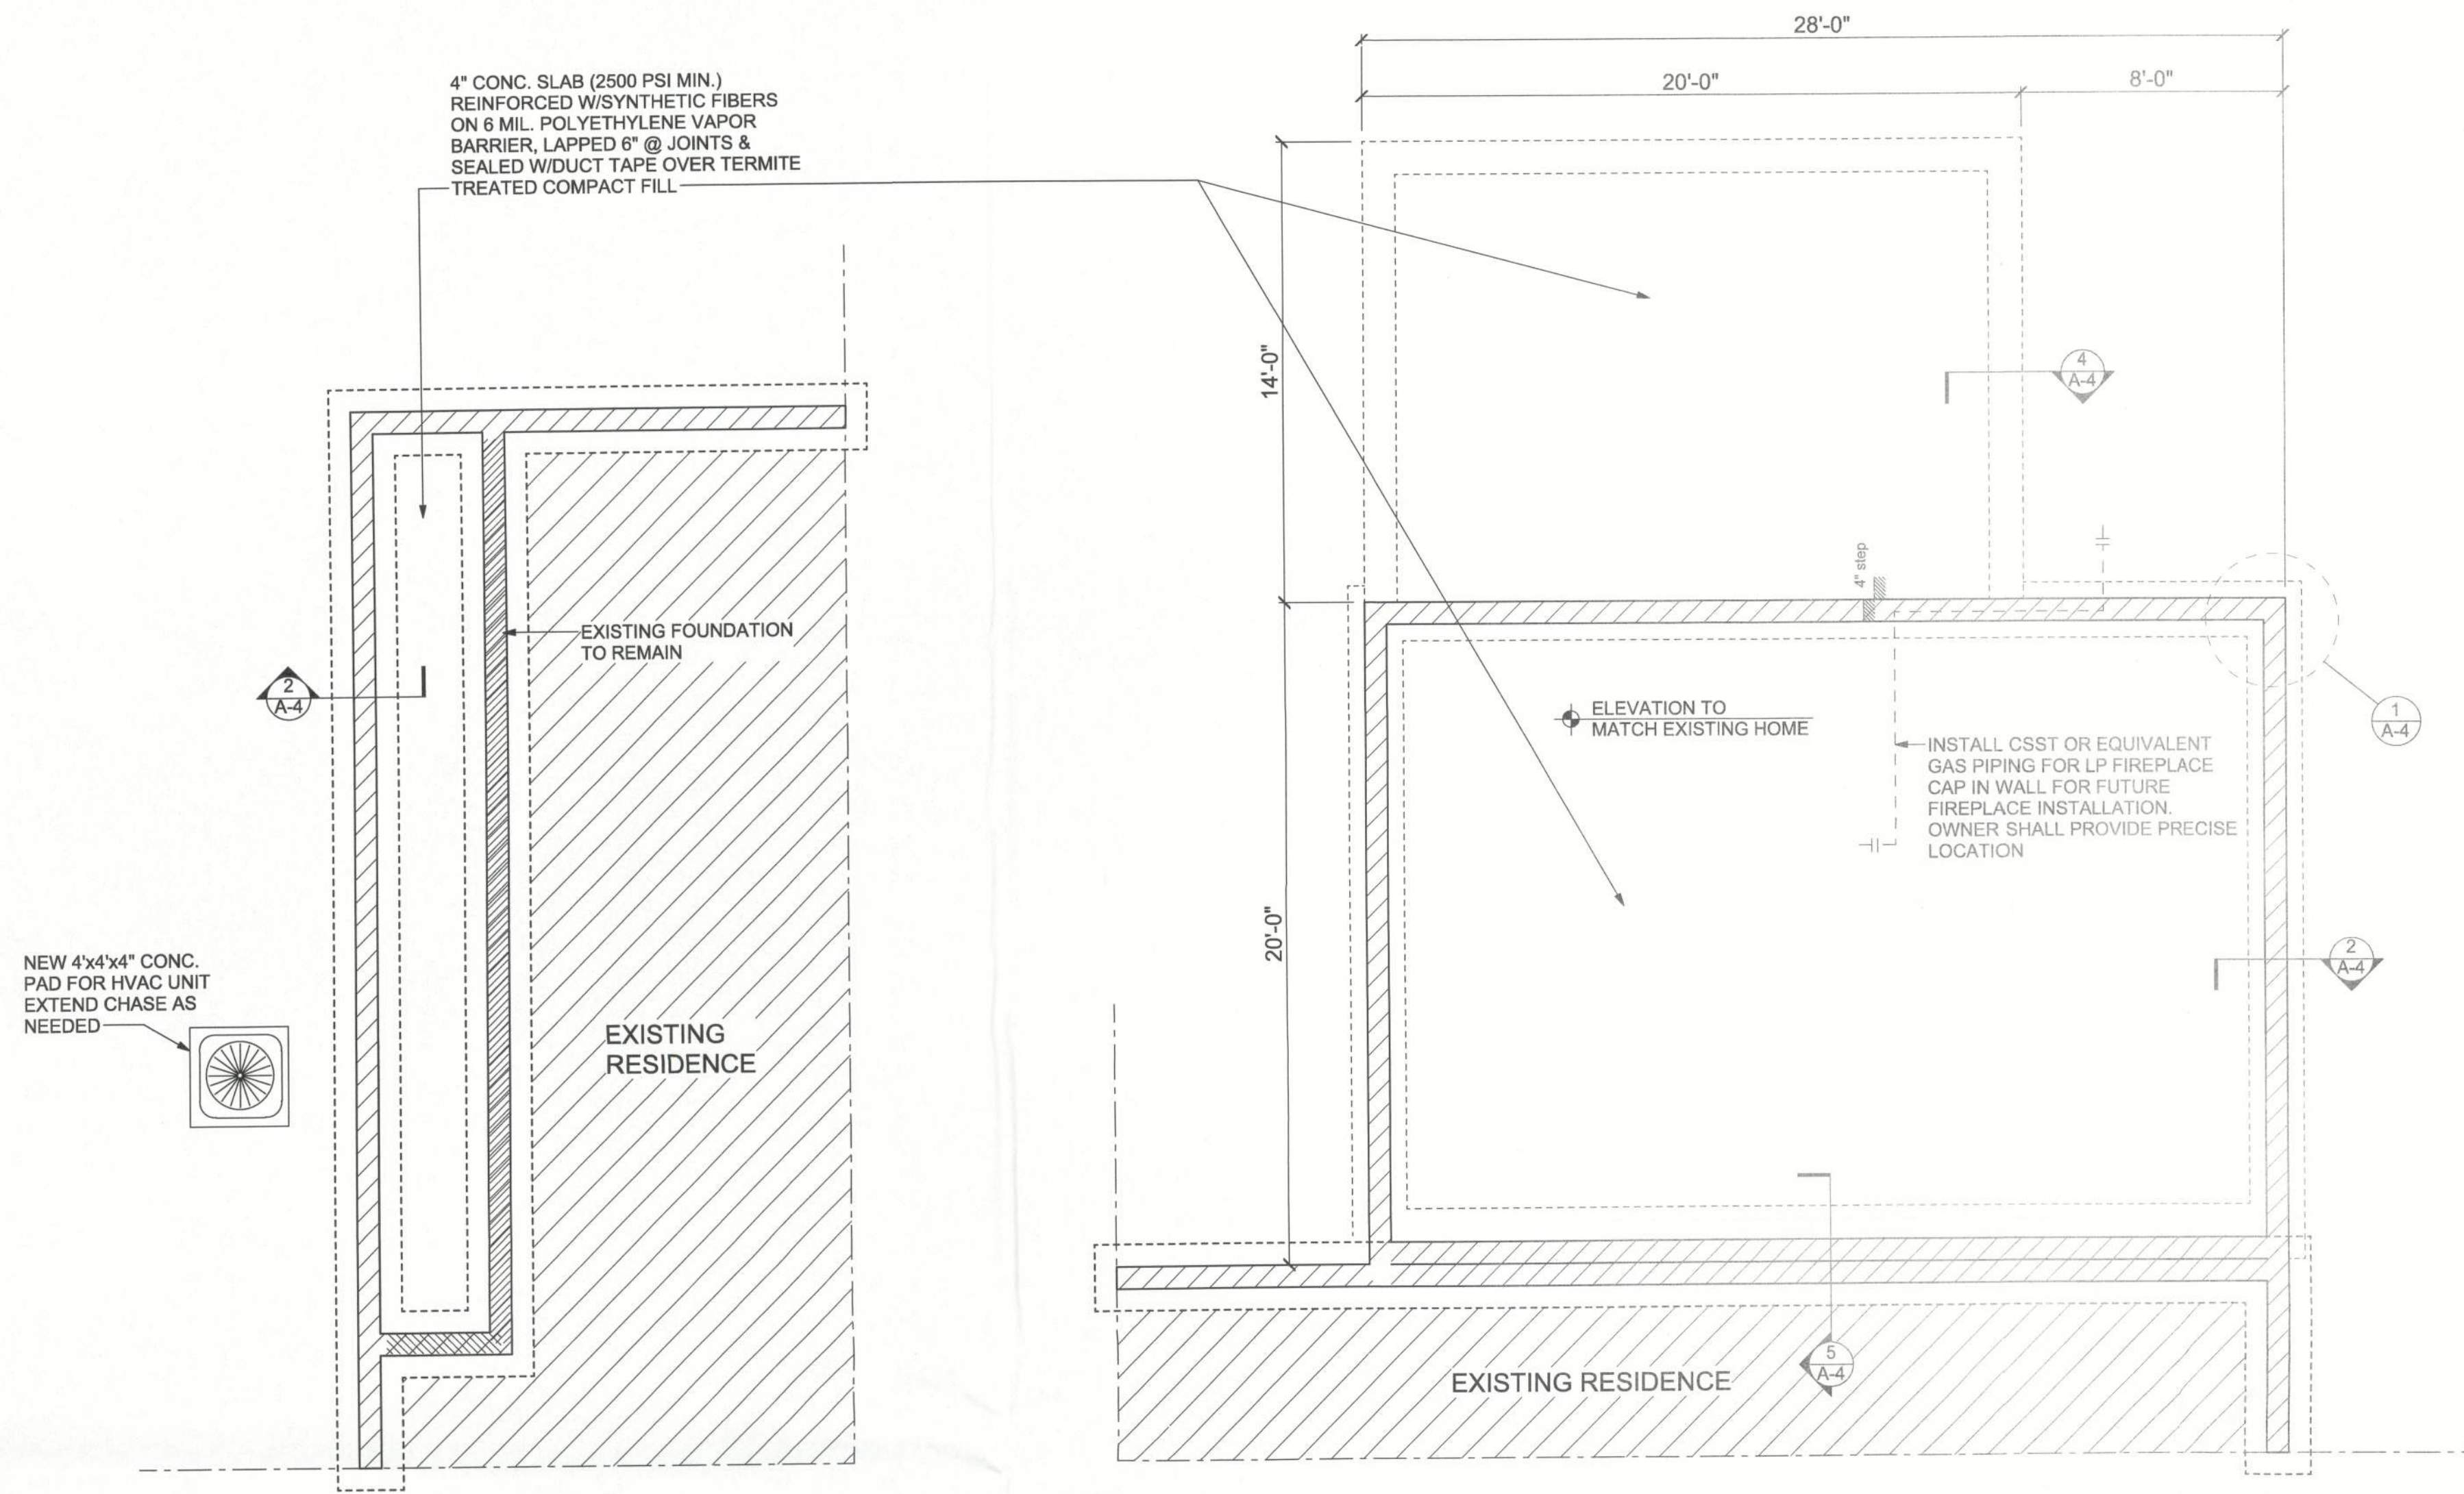 28'-0"
20'-0"
8'-0"
4" CONC. SLAB (2500 PSI MIN.)
REINFORCED W/SYNTHETIC FIBERS
ON 6 MIL. POLYETHYLENE VAPOR
BARRIER, LAPPED 6" @ JOINTS &
SEALED W/DUCT TAPE OVER TERMITE
TREATED COMPACT FILL
14'-0"
4
A-4
4" step
EXISTING FOUNDATION
TO REMAIN
2
A-4
ELEVATION TO
MATCH EXISTING HOME
1
A-4
INSTALL CSST OR EQUIVALENT
GAS PIPING FOR LP FIREPLACE
CAP IN WALL FOR FUTURE
FIREPLACE INSTALLATION.
OWNER SHALL PROVIDE PRECISE
LOCATION
20'-0"
2
A-4
NEW 4'x4'x4" CONC.
PAD FOR HVAC UNIT
EXTEND CHASE AS
NEEDED
EXISTING
RESIDENCE
5
A-4
EXISTING RESIDENCE